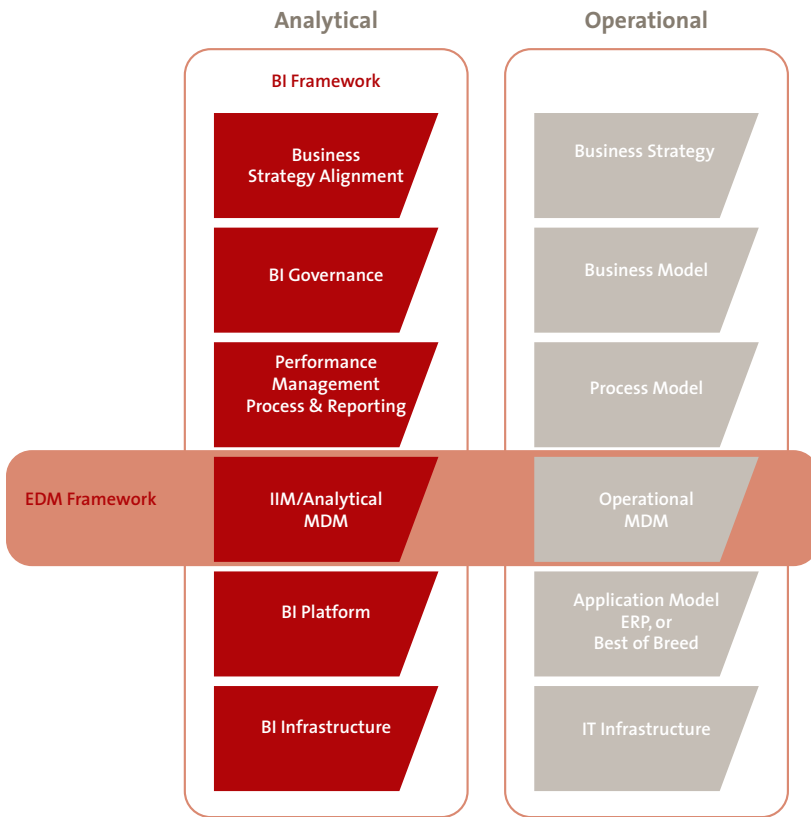 Analytical
Operational
BI Framework
Business
Strategy Alignment
Business Strategy
BI Governance
Business Model
Performance
Management
Process & Reporting
Process Model
EDM Framework
IIM/Analytical
MDM
Operational
MDM
BI Platform
Application Model
ERP, or
Best of Breed
BI Infrastructure
IT Infrastructure